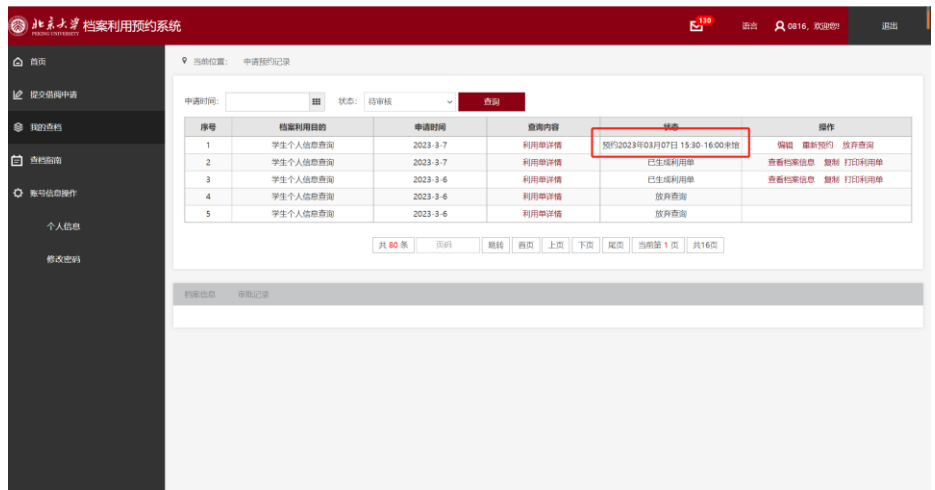 北京大学 档案利用预约系统
PEKING UNIVERSITY
130
语言
0816，欢迎您!
退出
首页
提交借阅申请
我的查档
查档指南
账号信息操作
个人信息
修改密码
当前位置： 申请预约记录
申请时间: 状态: 待审核 查询
序号 档案利用目的 申请时间 查询内容 状态 操作
1 学生个人信息查询 2023-3-7 利用单详情 预约2023年03月07日 15:30-16:00来馆 编辑 重新预约 放弃查询
2 学生个人信息查询 2023-3-7 利用单详情 已生成利用单 查看档案信息 复制 打印利用单
3 学生个人信息查询 2023-3-6 利用单详情 已生成利用单 查看档案信息 复制 打印利用单
4 学生个人信息查询 2023-3-6 利用单详情 放弃查询
5 学生个人信息查询 2023-3-6 利用单详情 放弃查询
共 80 条 页码 跳转 首页 上页 下页 尾页 当前第 1 页 共16页
档案信息 审批记录